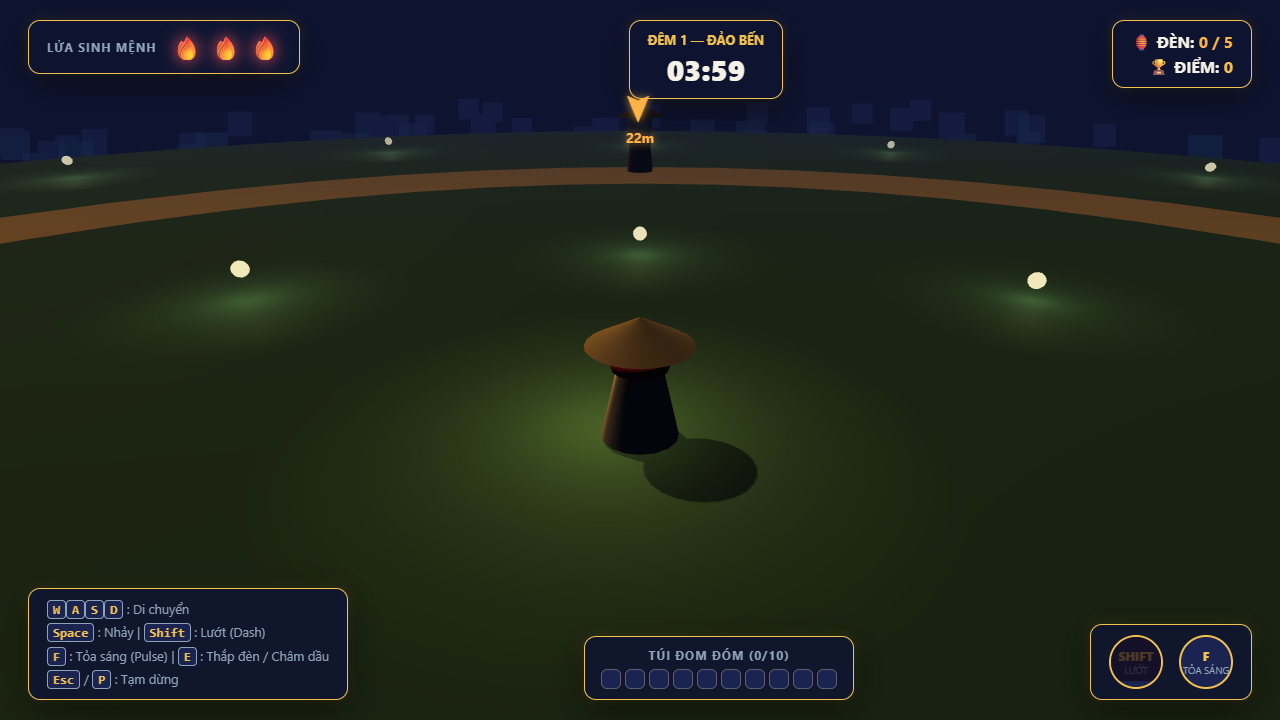 LỬA SINH MỆNH
ĐÊM 1 — ĐẢO BẾN
03:59
ĐÈN: 0 / 5
ĐIỂM: 0
22m
W A S D : Di chuyển
Space : Nhảy | Shift : Lướt (Dash)
F : Tỏa sáng (Pulse) | E : Thắp đèn / Châm dầu
Esc / P : Tạm dừng
TÚI ĐOM ĐÓM (0/10)
SHIFT
LƯỚT
F
TỎA SÁNG